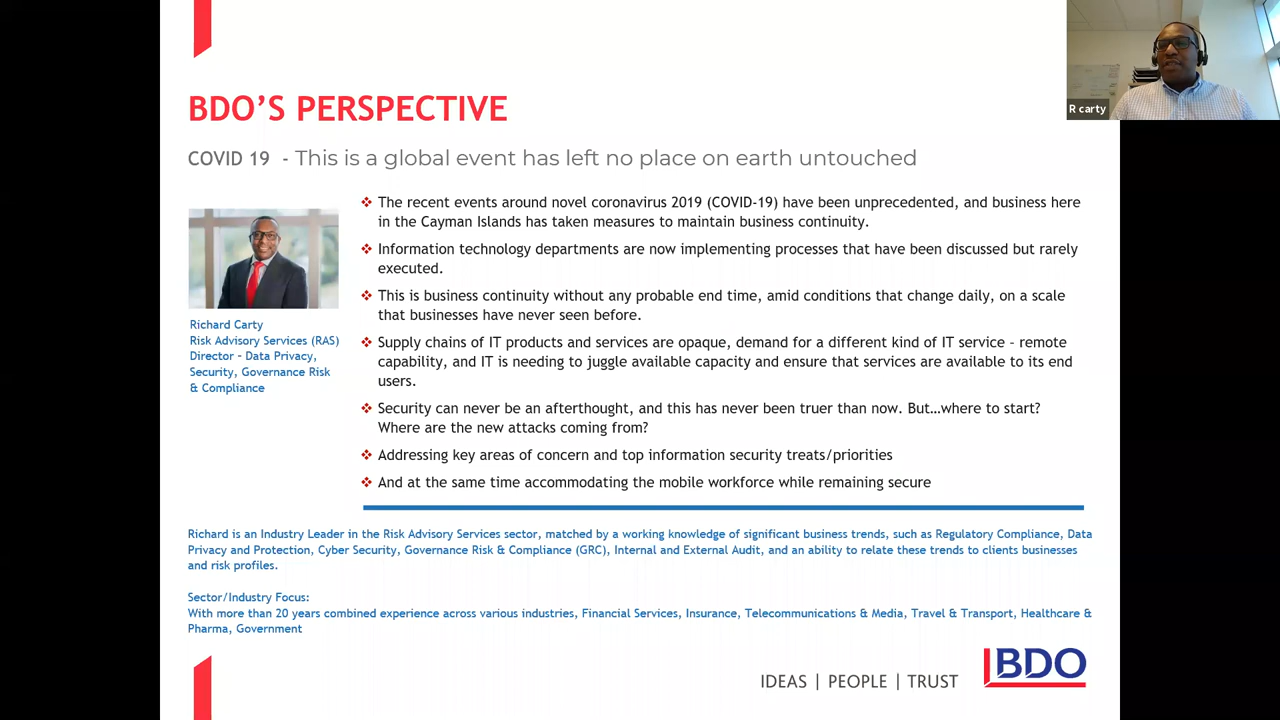 R carty
BDO'S PERSPECTIVE
COVID 19 - This is a global event has left no place on earth untouched
❖ The recent events around novel coronavirus 2019 (COVID-19) have been unprecedented, and business here
in the Cayman Islands has taken measures to maintain business continuity.
❖ Information technology departments are now implementing processes that have been discussed but rarely
executed.
❖ This is business continuity without any probable end time, amid conditions that change daily, on a scale
that businesses have never seen before.
❖ Supply chains of IT products and services are opaque, demand for a different kind of IT service – remote
capability, and IT is needing to juggle available capacity and ensure that services are available to its end
users.
❖ Security can never be an afterthought, and this has never been truer than now. But…where to start?
Where are the new attacks coming from?
❖ Addressing key areas of concern and top information security treats/priorities
❖ And at the same time accommodating the mobile workforce while remaining secure
Richard Carty
Risk Advisory Services (RAS)
Director – Data Privacy,
Security, Governance Risk
& Compliance
Richard is an Industry Leader in the Risk Advisory Services sector, matched by a working knowledge of significant business trends, such as Regulatory Compliance, Data
Privacy and Protection, Cyber Security, Governance Risk & Compliance (GRC), Internal and External Audit, and an ability to relate these trends to clients businesses
and risk profiles.
Sector/Industry Focus:
With more than 20 years combined experience across various industries, Financial Services, Insurance, Telecommunications & Media, Travel & Transport, Healthcare &
Pharma, Government
IDEAS | PEOPLE | TRUST
BDO